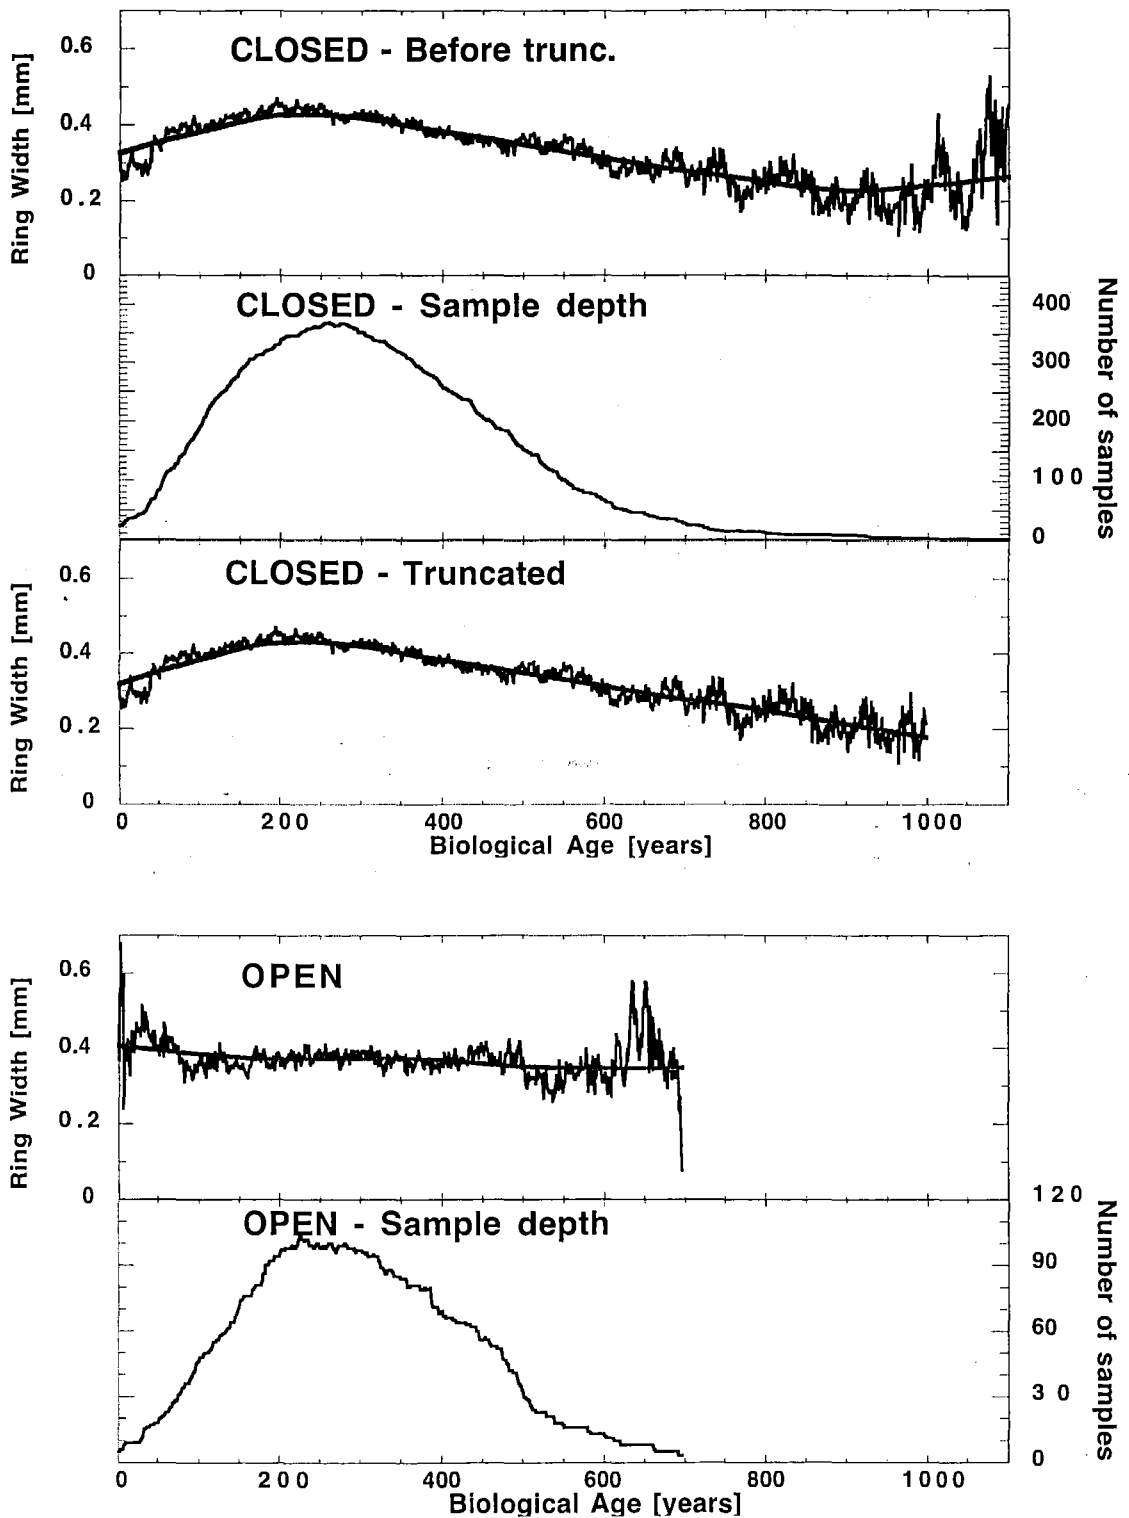 CLOSED - Before trunc.
Ring Width [mm]
0.6
0.4
0.2
0
CLOSED - Sample depth
Number of samples
400
300
200
100
0
CLOSED - Truncated
Ring Width [mm]
0.6
0.4
0.2
0
0 200 400 600 800 1000
Biological Age [years]
OPEN
Ring Width [mm]
0.6
0.4
0.2
0
OPEN - Sample depth
Number of samples
120
90
60
30
0
0 200 400 600 800 1000
Biological Age [years]